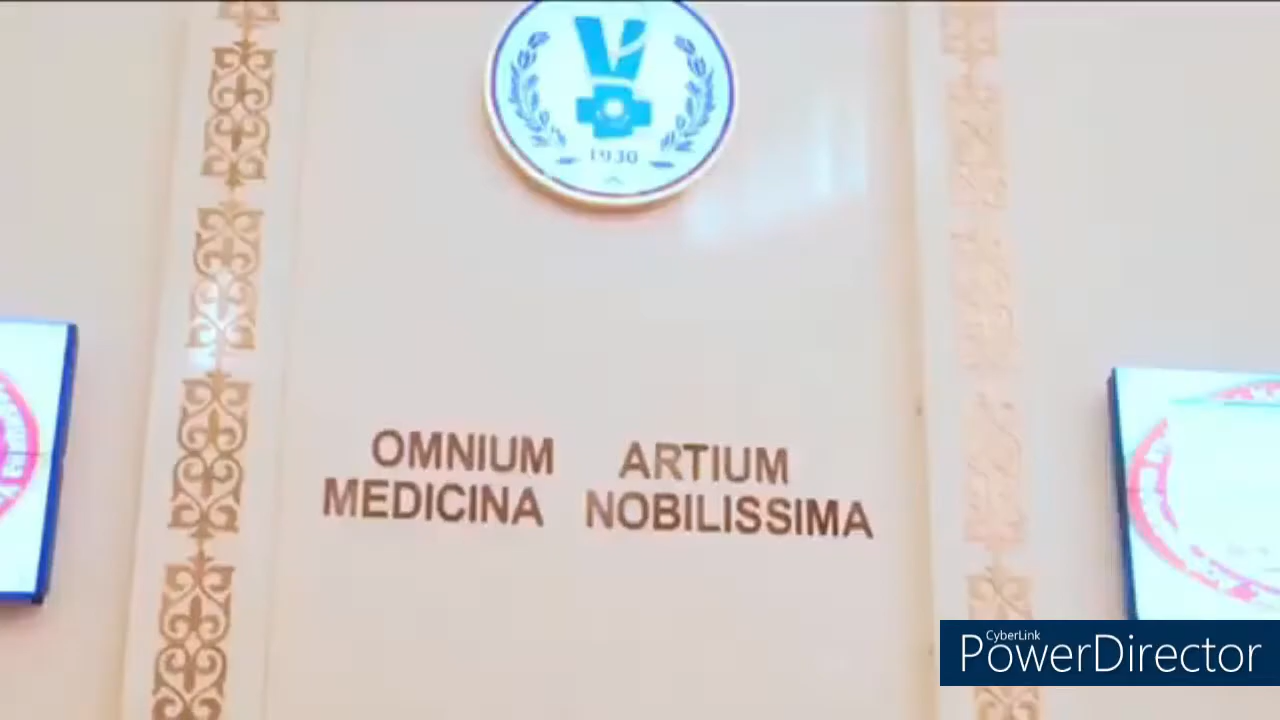 1930
OMNIUM ARTIUM
MEDICINA NOBILISSIMA
CyberLink
PowerDirector